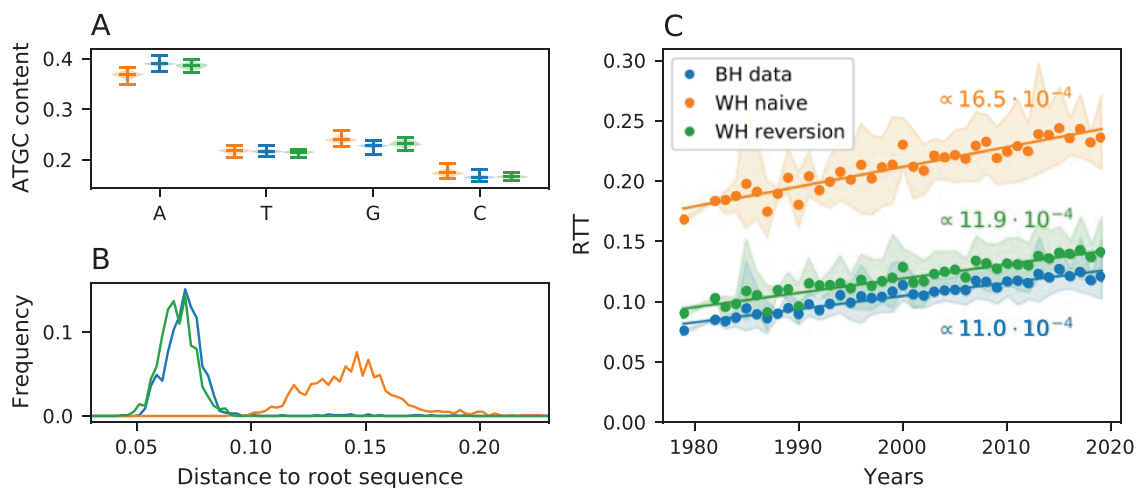 A
ATGC content
0.4
0.3
0.2
A T G C
B
Frequency
0.1
0.0
0.05 0.10 0.15 0.20
Distance to root sequence
C
RTT
0.30
0.25
0.20
0.15
0.10
0.05
0.00
BH data
WH naive
WH reversion
∝ 16.5 · 10⁻⁴
∝ 11.9 · 10⁻⁴
∝ 11.0 · 10⁻⁴
1980 1990 2000 2010 2020
Years